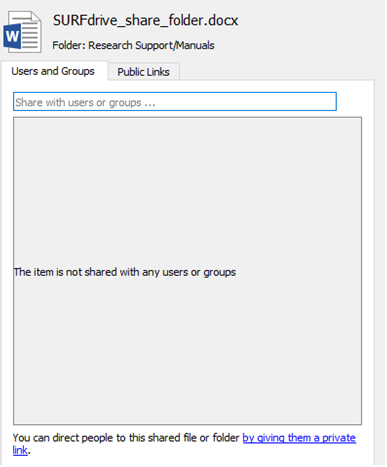 SURFdrive_share_folder.docx
Folder: Research Support/Manuals
Users and Groups
Public Links
Share with users or groups ...
The item is not shared with any users or groups
You can direct people to this shared file or folder by giving them a private
link.